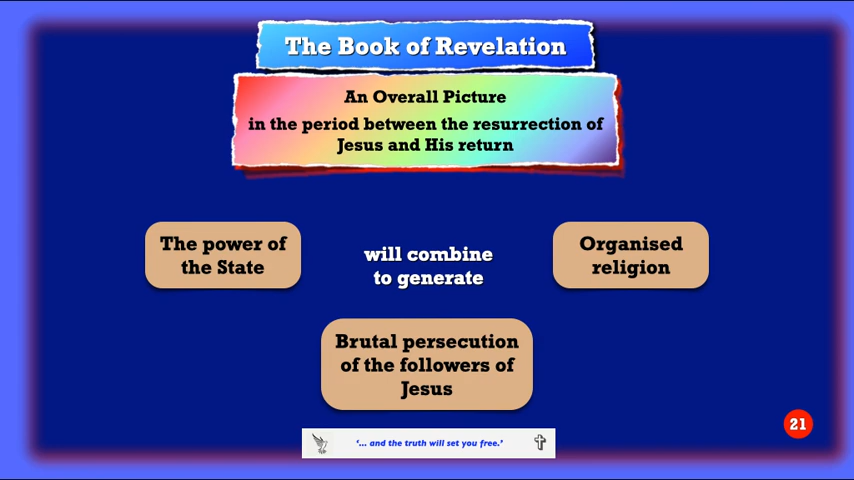 The Book of Revelation
An Overall Picture
in the period between the resurrection of
Jesus and His return
The power of
the State
will combine
to generate
Organised
religion
Brutal persecution
of the followers of
Jesus
'... and the truth will set you free.'
21